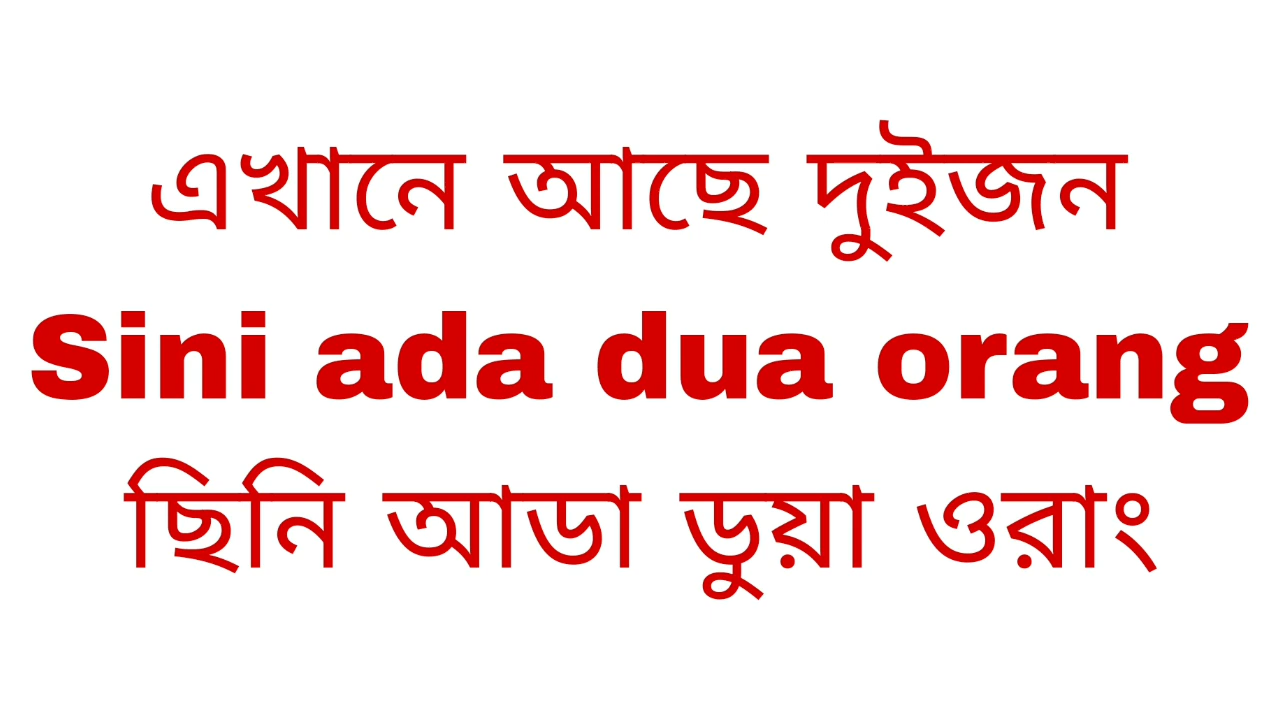 এখানে আছে দুইজন
Sini ada dua orang
ছিনি আডা ডুয়া ওরাং